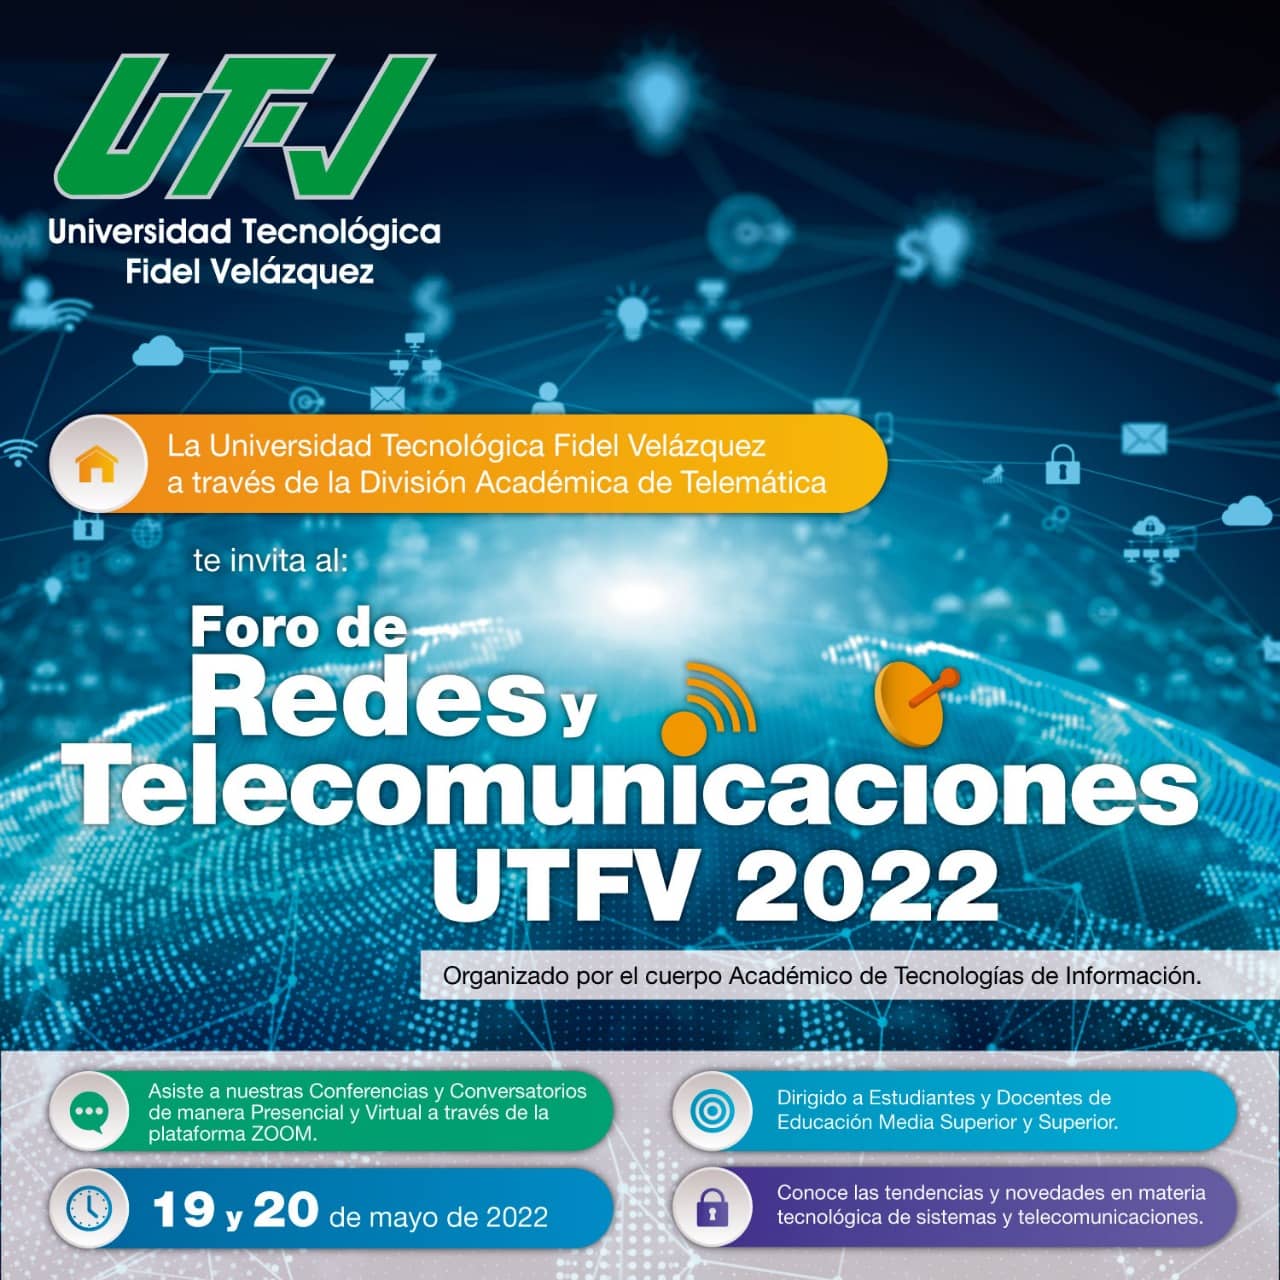 UTFV
Universidad Tecnológica
Fidel Velázquez
La Universidad Tecnológica Fidel Velázquez
a través de la División Académica de Telemática
te invita al:
Foro de
Redes y
Telecomunicaciones
UTFV 2022
Organizado por el cuerpo Académico de Tecnologías de Información.
Asiste a nuestras Conferencias y Conversatorios
de manera Presencial y Virtual a través de la
plataforma ZOOM.
19 y 20 de mayo de 2022
Dirigido a Estudiantes y Docentes de
Educación Media Superior y Superior.
Conoce las tendencias y novedades en materia
tecnológica de sistemas y telecomunicaciones.